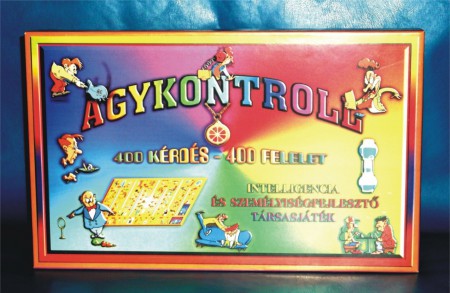 AGYKONTROLL
400 KÉRDÉS - 400 FELELET
INTELLIGENCIA
ÉS SZEMÉLYISÉGFEJLESZTŐ
TÁRSASJÁTÉK